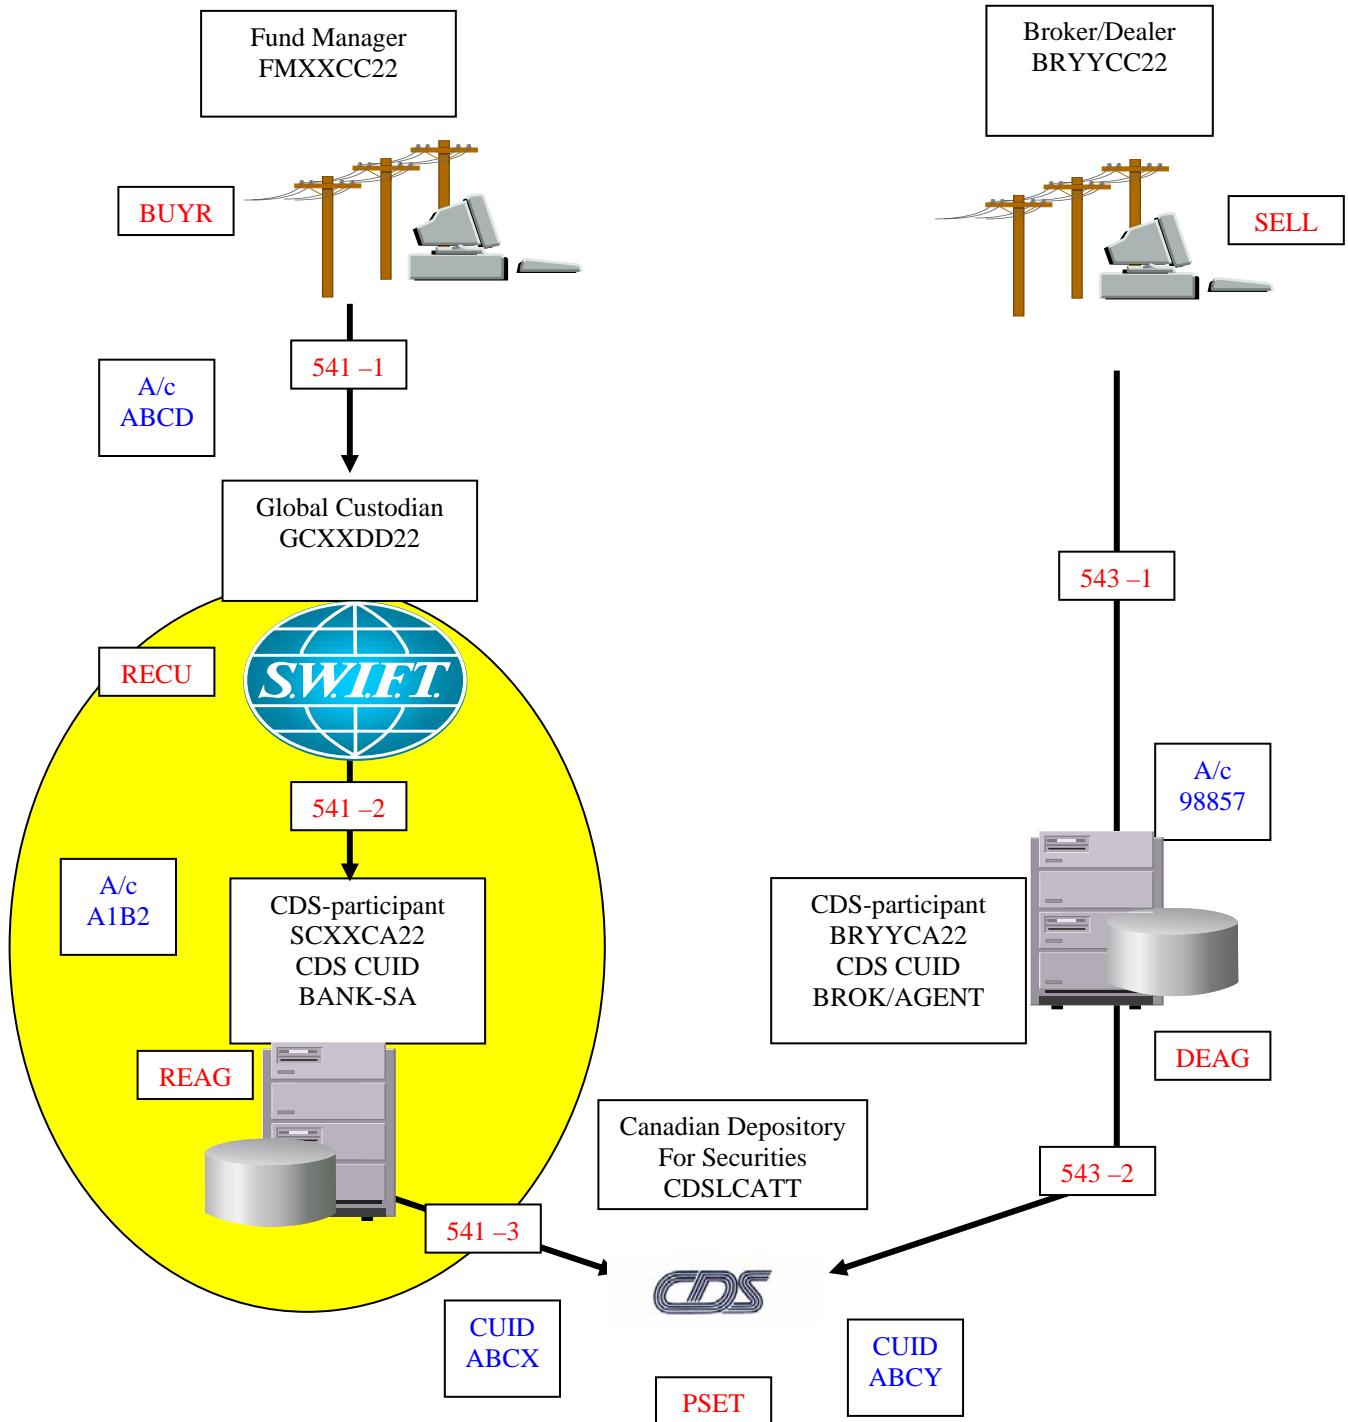 Fund Manager
FMXXCC22
Broker/Dealer
BRYYCC22
BUYR
SELL
541 –1
A/c
ABCD
Global Custodian
GCXXDD22
543 –1
RECU
S.W.I.F.T.
541 –2
A/c
98857
A/c
A1B2
CDS-participant
SCXXCA22
CDS CUID
BANK-SA
CDS-participant
BRYYCA22
CDS CUID
BROK/AGENT
REAG
DEAG
Canadian Depository
For Securities
CDSLCATT
543 –2
541 –3
CDS
CUID
ABCX
CUID
ABCY
PSET